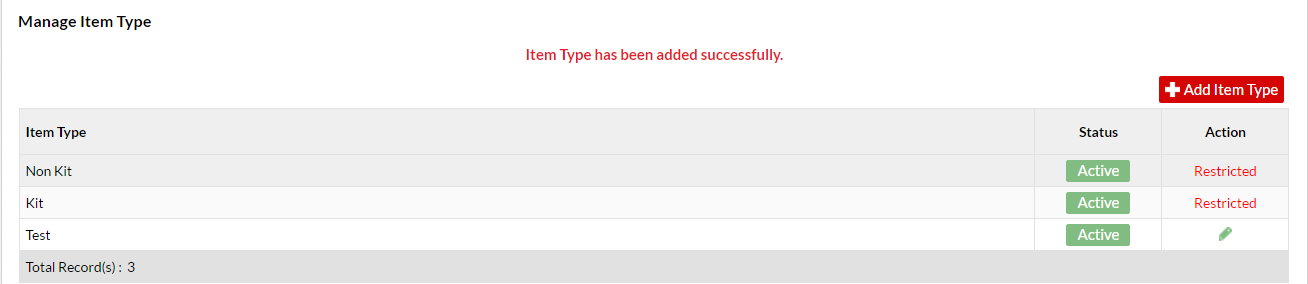 Manage Item Type
Item Type has been added successfully.
Add Item Type
Item Type Status Action
Non Kit Active Restricted
Kit Active Restricted
Test Active
Total Record(s) : 3